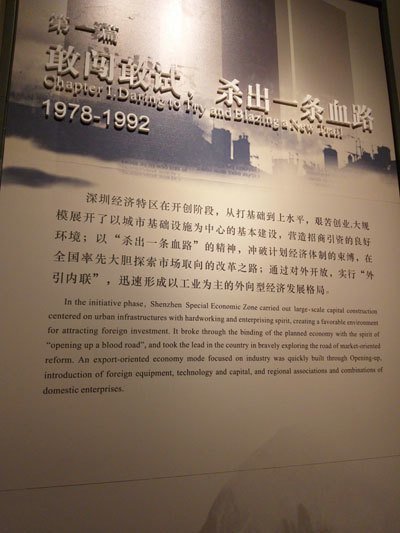 第一篇
敢闯敢试、杀出一条血路
Chapter I. Daring to Try and Blazing a New Trail
1978-1992
深圳经济特区在开创阶段，从打基础到上水平，艰苦创业，大规
模展开了以城市基础设施为中心的基本建设，营造招商引资的良好
环境；以“杀出一条血路”的精神，冲破计划经济体制的束博，在
全国率先大胆探索市场取向的改革之路；通过对外开放，实行“外
引内联”，迅速形成以工业为主的外向型经济发展格局。
In the initiative phase, Shenzhen Special Economic Zone carried out large-scale capital construction
centered on urban infrastructures with hardworking and enterprising spirit, creating a favorable environment
for attracting foreign investment. It broke through the binding of the planned economy with the spirit of
“opening up a blood road”, and took the lead in the country in bravely exploring the road of market-oriented
reform. An export-oriented economy mode focused on industry was quickly built through Opening-up,
introduction of foreign equipment, technology and capital, and regional associations and combinations of
domestic enterprises.